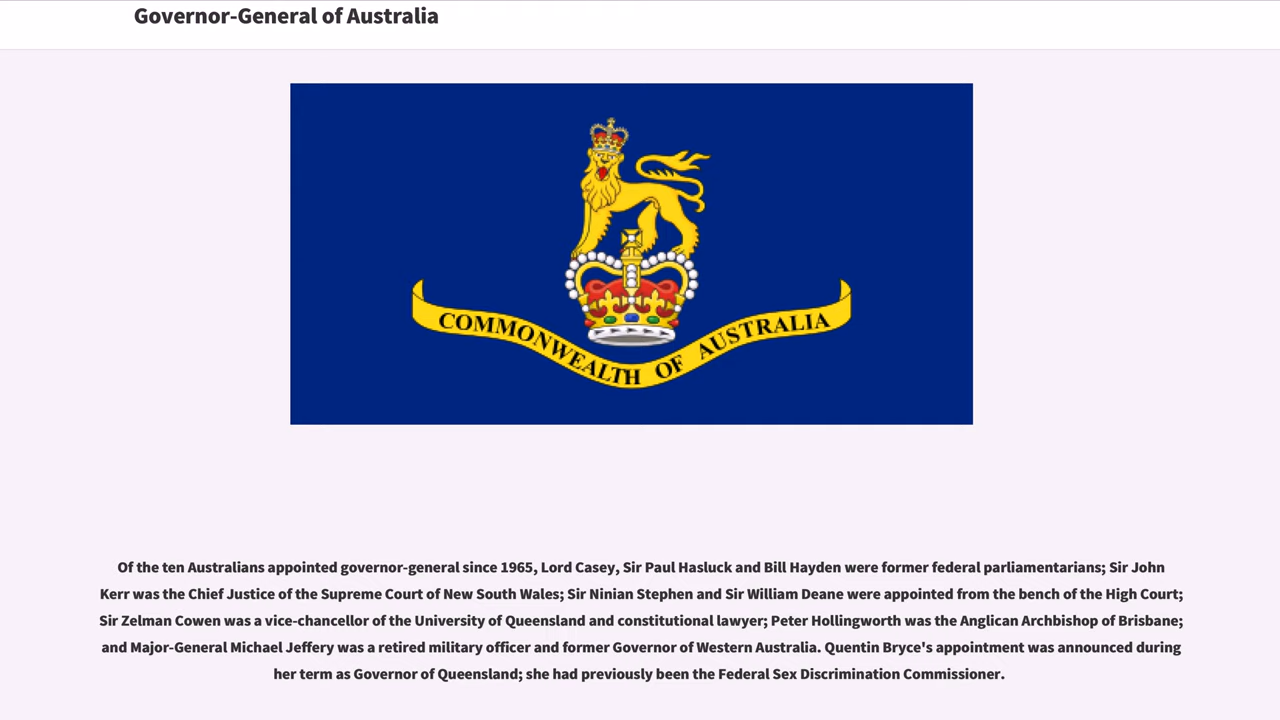 Governor-General of Australia
COMMONWEALTH OF AUSTRALIA
Of the ten Australians appointed governor-general since 1965, Lord Casey, Sir Paul Hasluck and Bill Hayden were former federal parliamentarians; Sir John
Kerr was the Chief Justice of the Supreme Court of New South Wales; Sir Ninian Stephen and Sir William Deane were appointed from the bench of the High Court;
Sir Zelman Cowen was a vice-chancellor of the University of Queensland and constitutional lawyer; Peter Hollingworth was the Anglican Archbishop of Brisbane;
and Major-General Michael Jeffery was a retired military officer and former Governor of Western Australia. Quentin Bryce's appointment was announced during
her term as Governor of Queensland; she had previously been the Federal Sex Discrimination Commissioner.